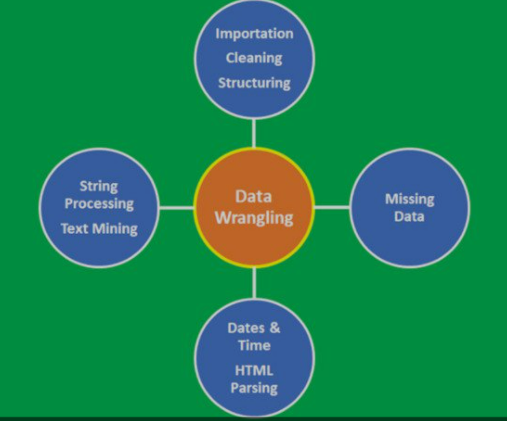 Importation
Cleaning
Structuring
String
Processing
Text Mining
Data
Wrangling
Missing
Data
Dates &
Time
HTML
Parsing